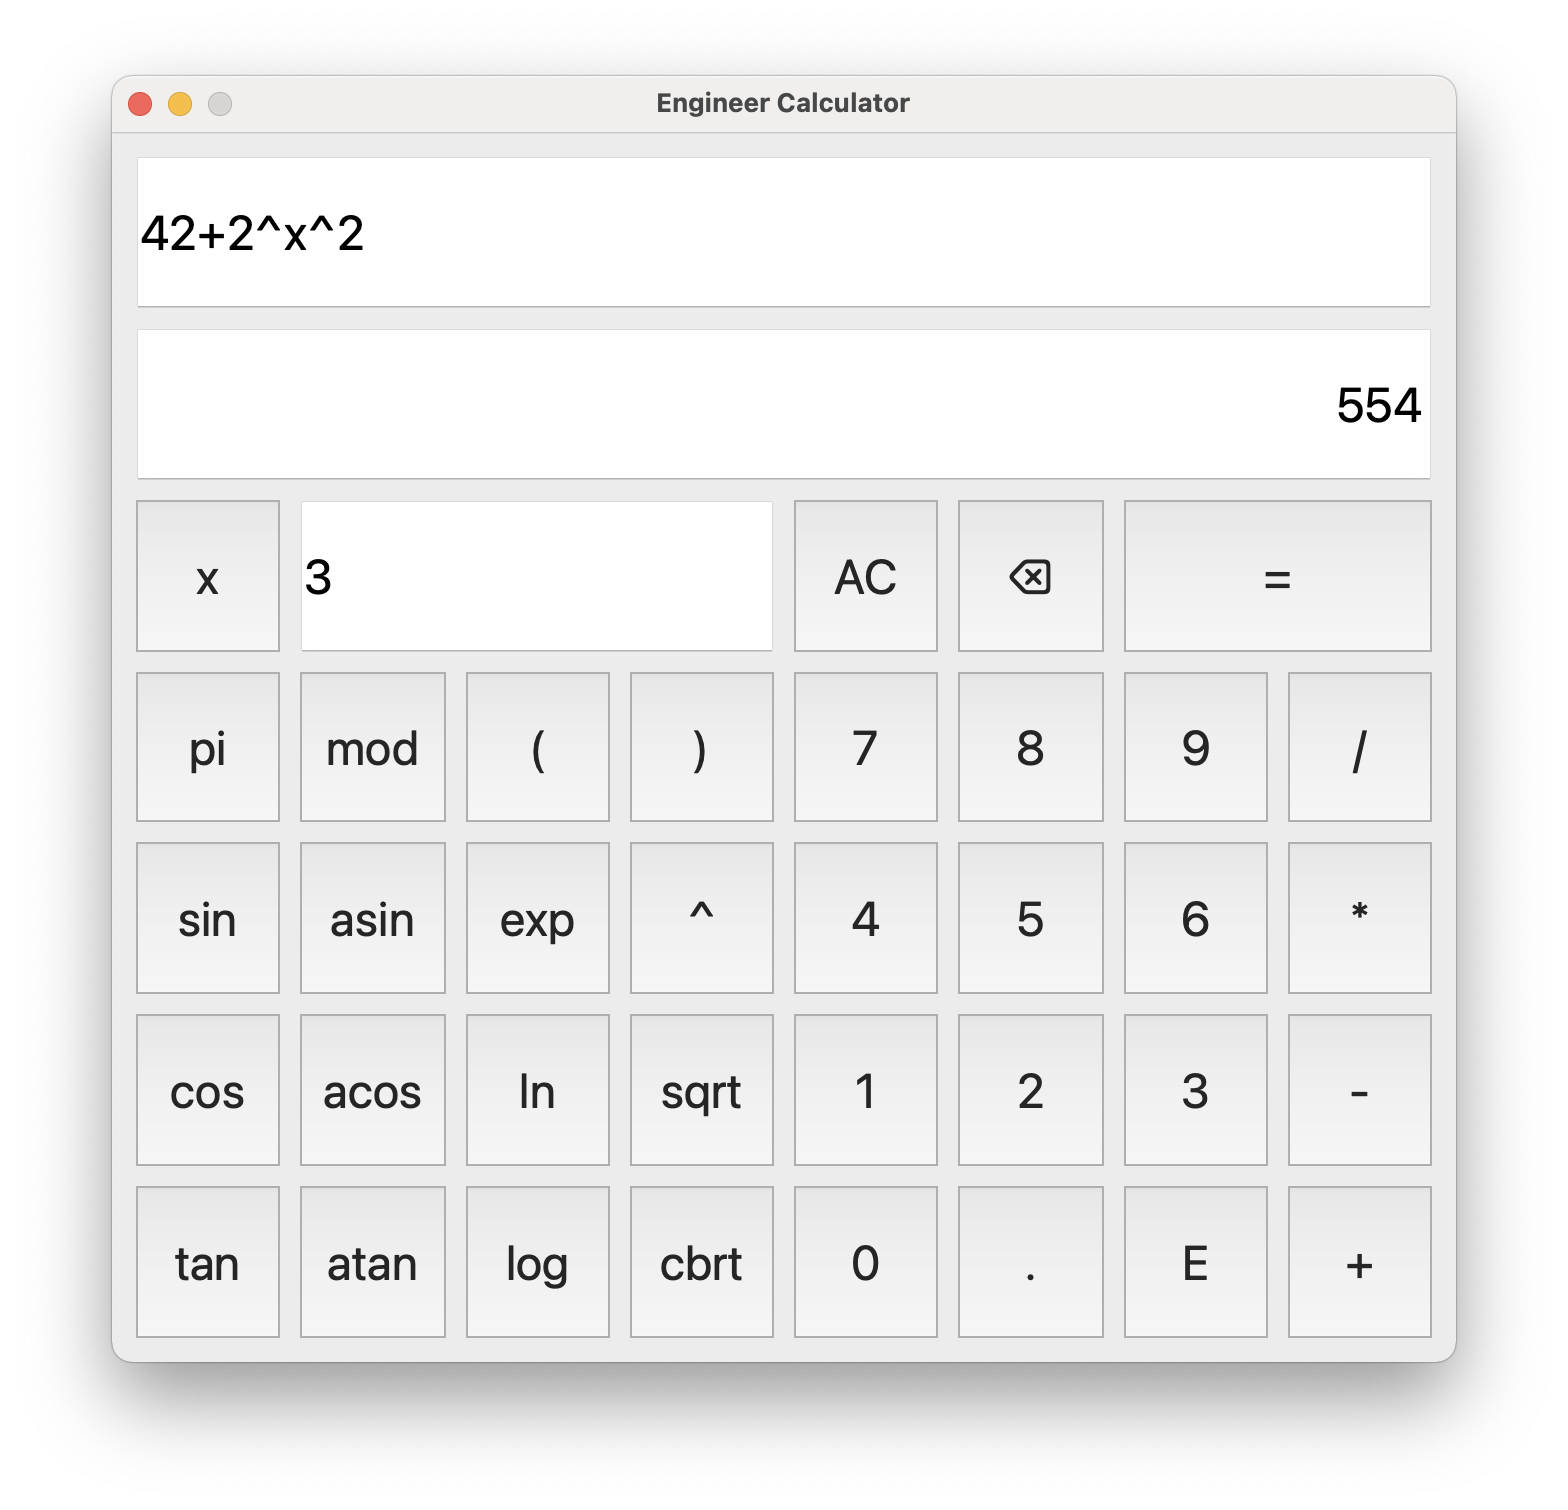 Engineer Calculator
42+2^x^2
554
x 3 AC =
pi mod ( ) 7 8 9 /
sin asin exp ^ 4 5 6 *
cos acos ln sqrt 1 2 3 -
tan atan log cbrt 0 . E +